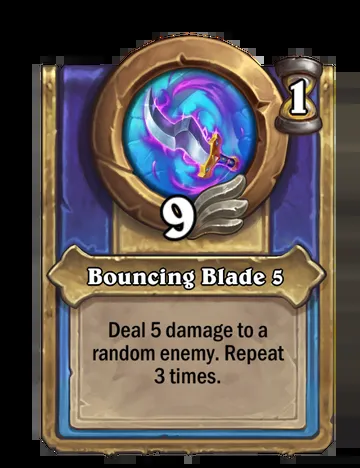 1
9
Bouncing Blade 5
Deal 5 damage to a
random enemy. Repeat
3 times.